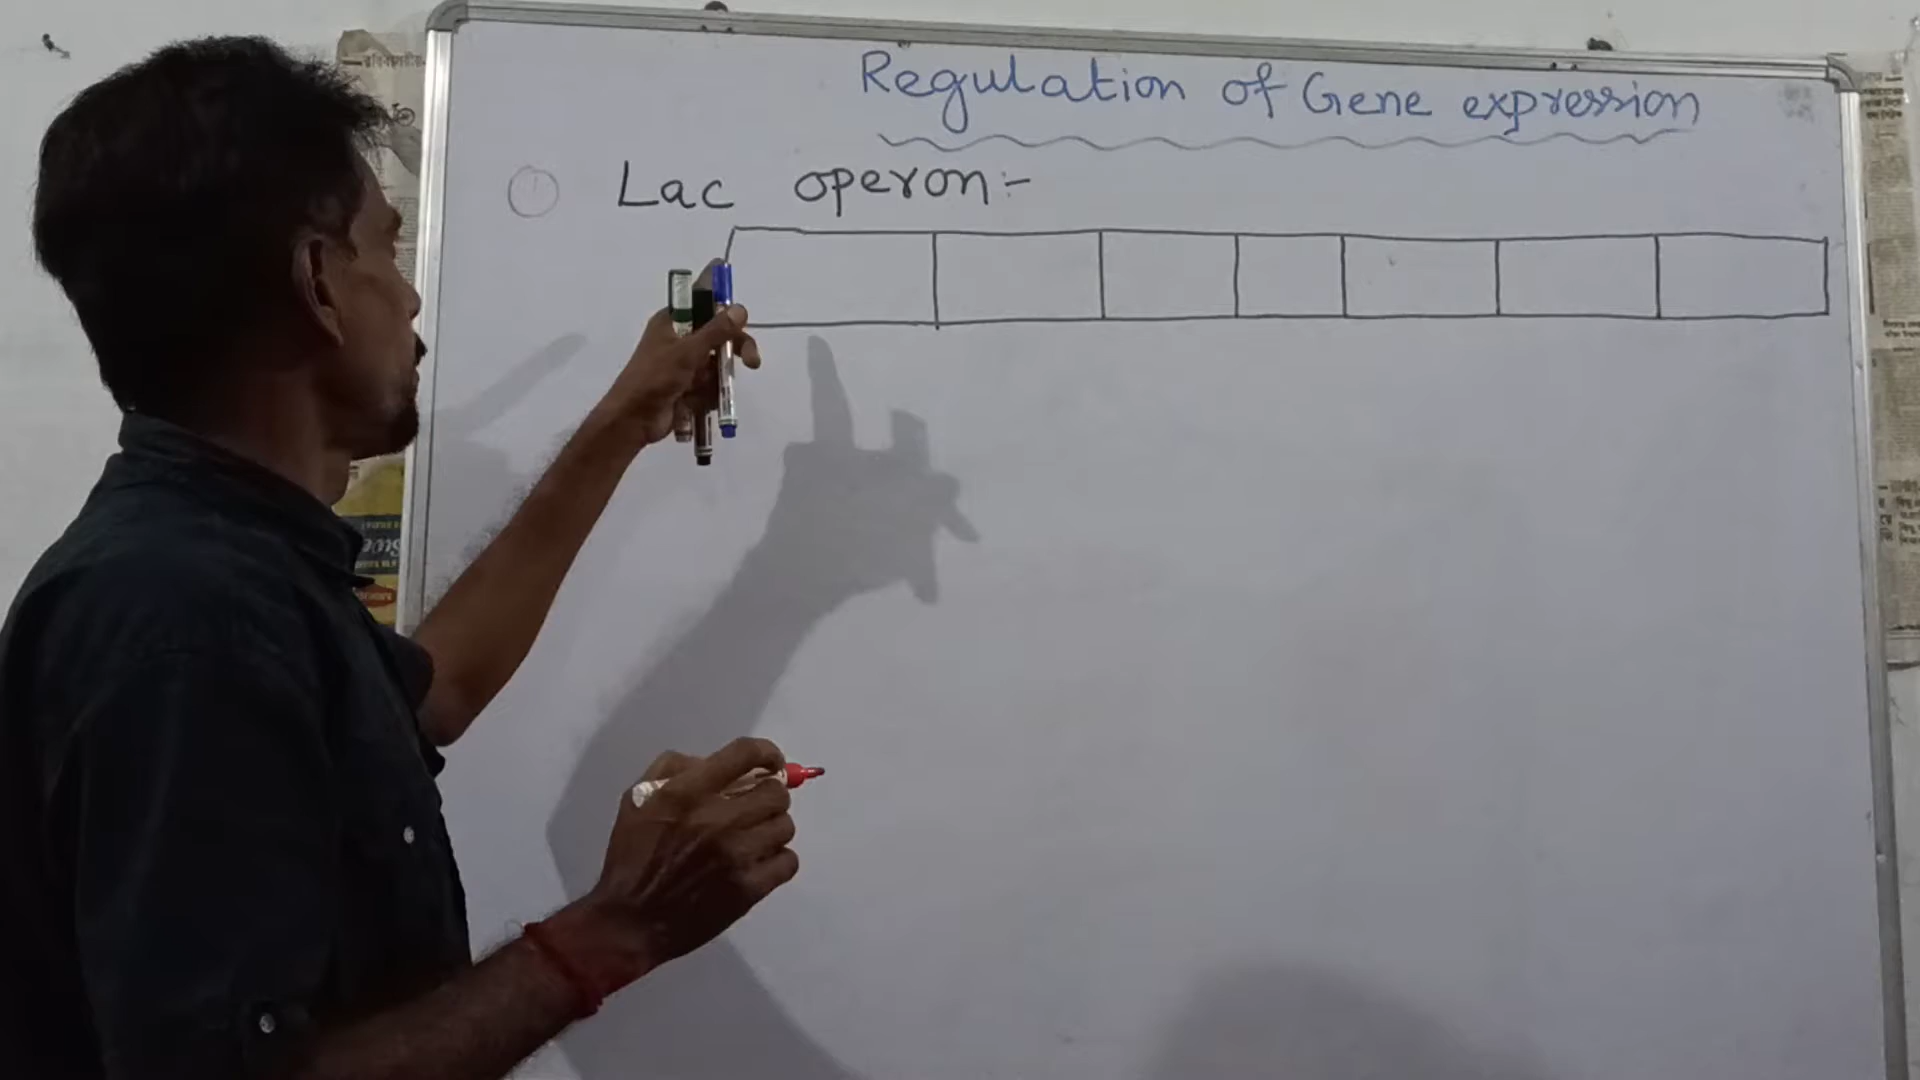 Regulation of Gene expression
① Lac operon:-